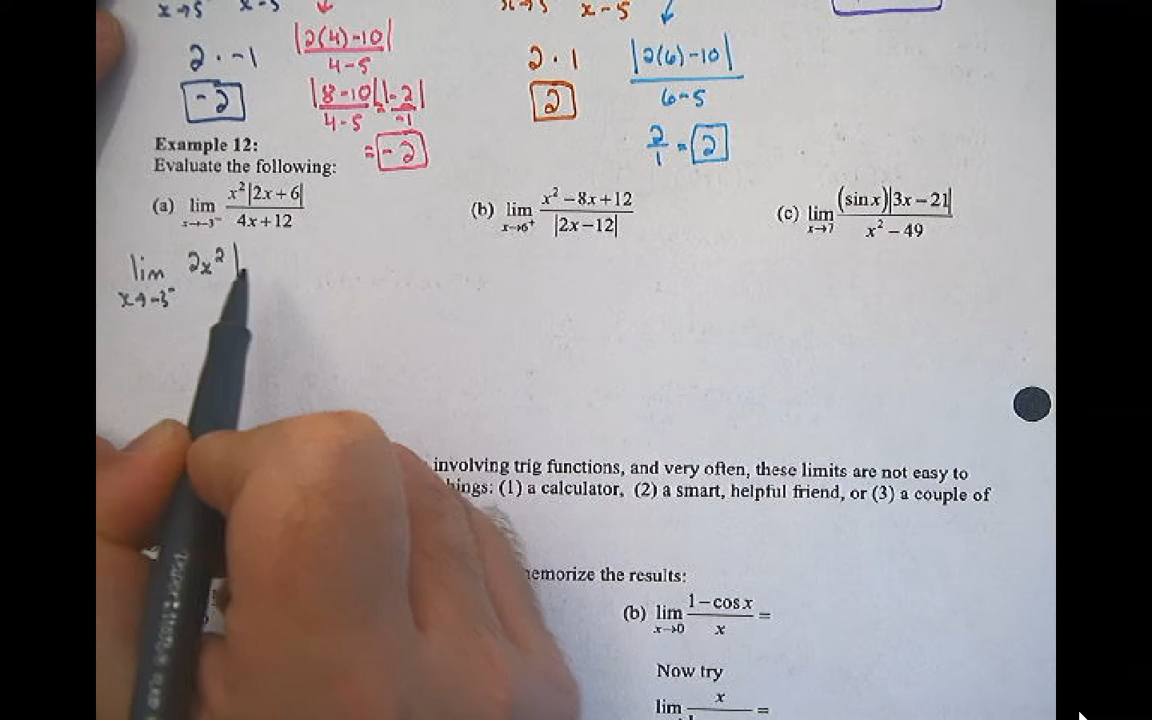 x→5 x-5 x→5 x-5
2 · -1 |2(4)-10| 2 · 1 |2(6)-10|
4-5 6-5
-2 |8-10| = |-2| 2 2/1 = 2
4-5 -1
= -2
Example 12:
Evaluate the following:
(a) lim x→-3⁻ x²|2x+6| / 4x+12 (b) lim x→6⁺ x²-8x+12 / |2x-12| (c) lim x→7 (sin x)|3x-21| / x²-49
lim 2x² |
x→-3⁻
involving trig functions, and very often, these limits are not easy to
hings: (1) a calculator, (2) a smart, helpful friend, or (3) a couple of
emorize the results:
(b) lim x→0 1-cos x / x =
Now try
lim x =